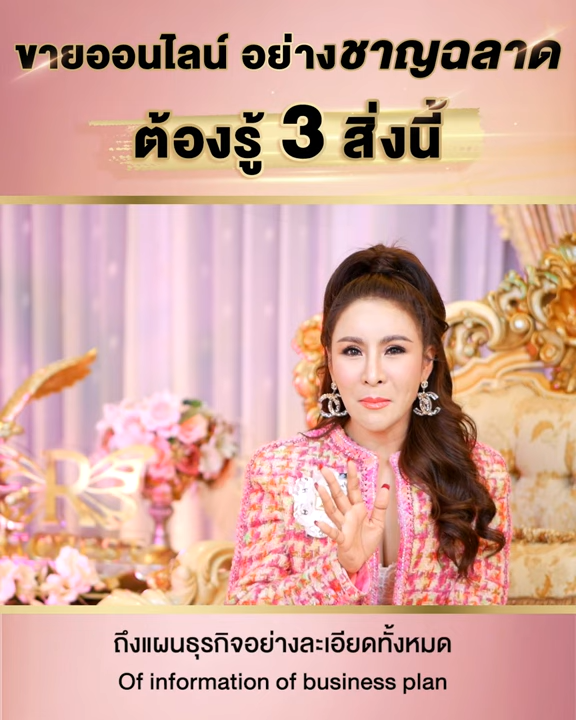 ขายออนไลน์ อย่างชาญฉลาด
ต้องรู้ 3 สิ่งนี้
ถึงแผนธุรกิจอย่างละเอียดทั้งหมด
Of information of business plan